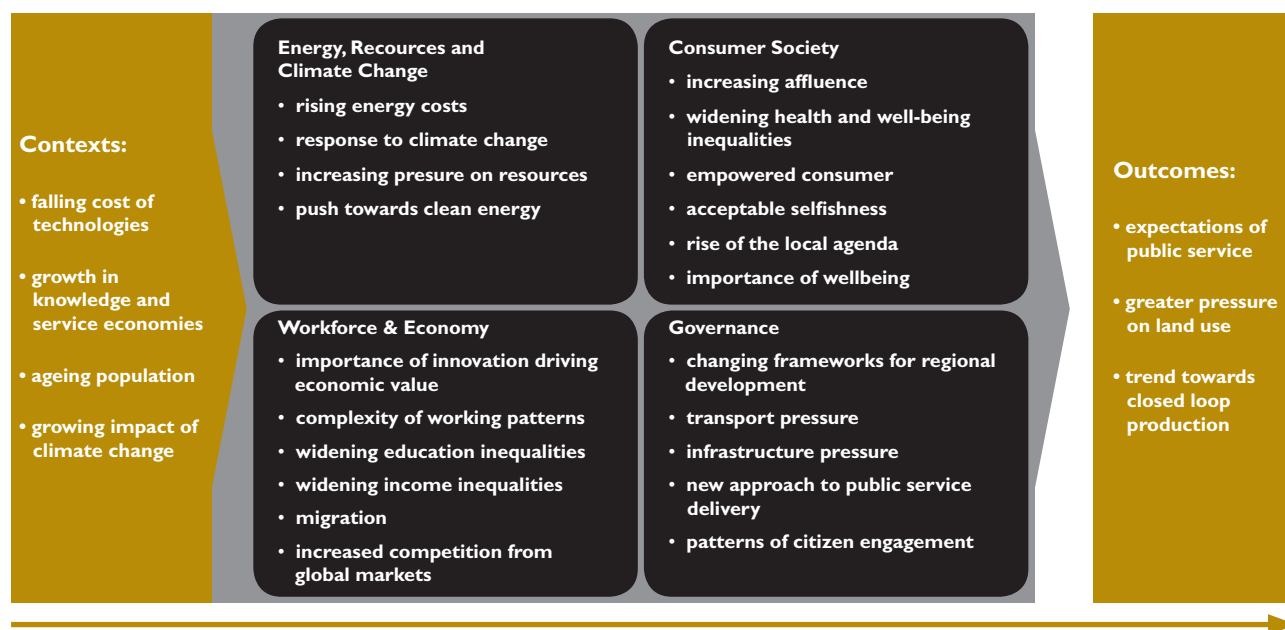 Contexts:
• falling cost of
technologies
• growth in
knowledge and
service economies
• ageing population
• growing impact of
climate change
Energy, Recources and
Climate Change
• rising energy costs
• response to climate change
• increasing presure on resources
• push towards clean energy
Consumer Society
• increasing affluence
• widening health and well-being
inequalities
• empowered consumer
• acceptable selfishness
• rise of the local agenda
• importance of wellbeing
Workforce & Economy
• importance of innovation driving
economic value
• complexity of working patterns
• widening education inequalities
• widening income inequalities
• migration
• increased competition from
global markets
Governance
• changing frameworks for regional
development
• transport pressure
• infrastructure pressure
• new approach to public service
delivery
• patterns of citizen engagement
Outcomes:
• expectations of
public service
• greater pressure
on land use
• trend towards
closed loop
production